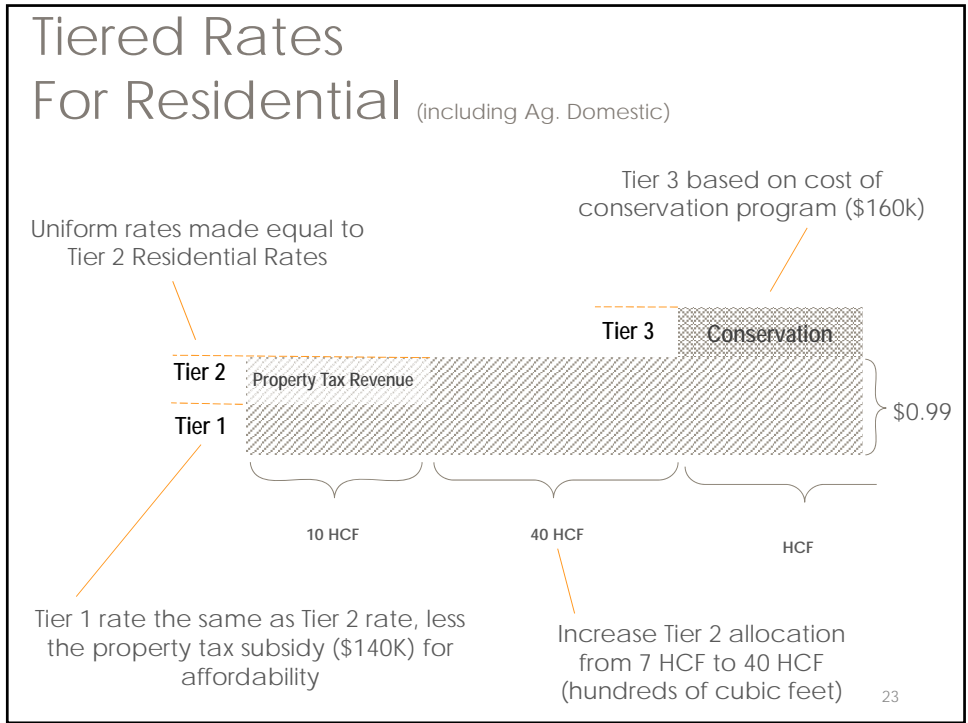 Tiered Rates
For Residential (including Ag. Domestic)
Tier 3 based on cost of
conservation program ($160k)
Uniform rates made equal to
Tier 2 Residential Rates
Tier 3
Conservation
Tier 2
Property Tax Revenue
Tier 1
$0.99
10 HCF
40 HCF
HCF
Tier 1 rate the same as Tier 2 rate, less
the property tax subsidy ($140K) for
affordability
Increase Tier 2 allocation
from 7 HCF to 40 HCF
(hundreds of cubic feet)
23